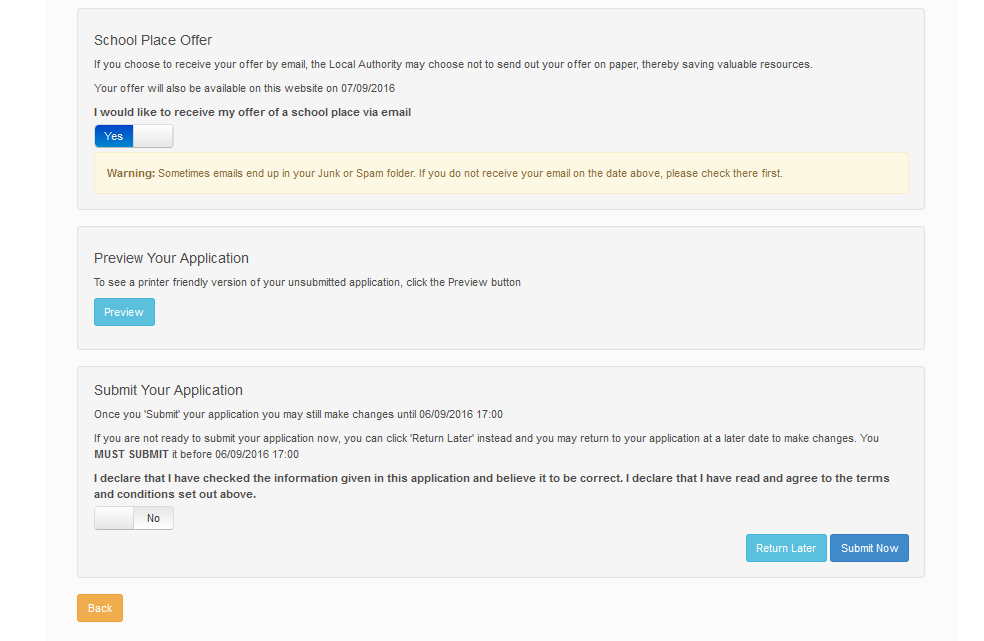 School Place Offer
If you choose to receive your offer by email, the Local Authority may choose not to send out your offer on paper, thereby saving valuable resources.
Your offer will also be available on this website on 07/09/2016
I would like to receive my offer of a school place via email
Yes
Warning: Sometimes emails end up in your Junk or Spam folder. If you do not receive your email on the date above, please check there first.
Preview Your Application
To see a printer friendly version of your unsubmitted application, click the Preview button
Preview
Submit Your Application
Once you 'Submit' your application you may still make changes until 06/09/2016 17:00
If you are not ready to submit your application now, you can click 'Return Later' instead and you may return to your application at a later date to make changes. You
MUST SUBMIT it before 06/09/2016 17:00
I declare that I have checked the information given in this application and believe it to be correct. I declare that I have read and agree to the terms
and conditions set out above.
No
Return Later Submit Now
Back